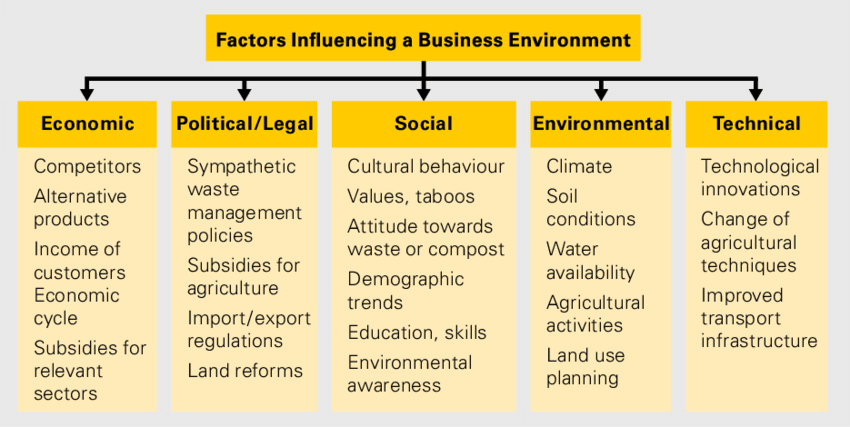 Factors Influencing a Business Environment
Economic
Competitors
Alternative
products
Income of
customers
Economic
cycle
Subsidies for
relevant
sectors
Political/Legal
Sympathetic
waste
management
policies
Subsidies for
agriculture
Import/export
regulations
Land reforms
Social
Cultural behaviour
Values, taboos
Attitude towards
waste or compost
Demographic
trends
Education, skills
Environmental
awareness
Environmental
Climate
Soil
conditions
Water
availability
Agricultural
activities
Land use
planning
Technical
Technological
innovations
Change of
agricultural
techniques
Improved
transport
infrastructure